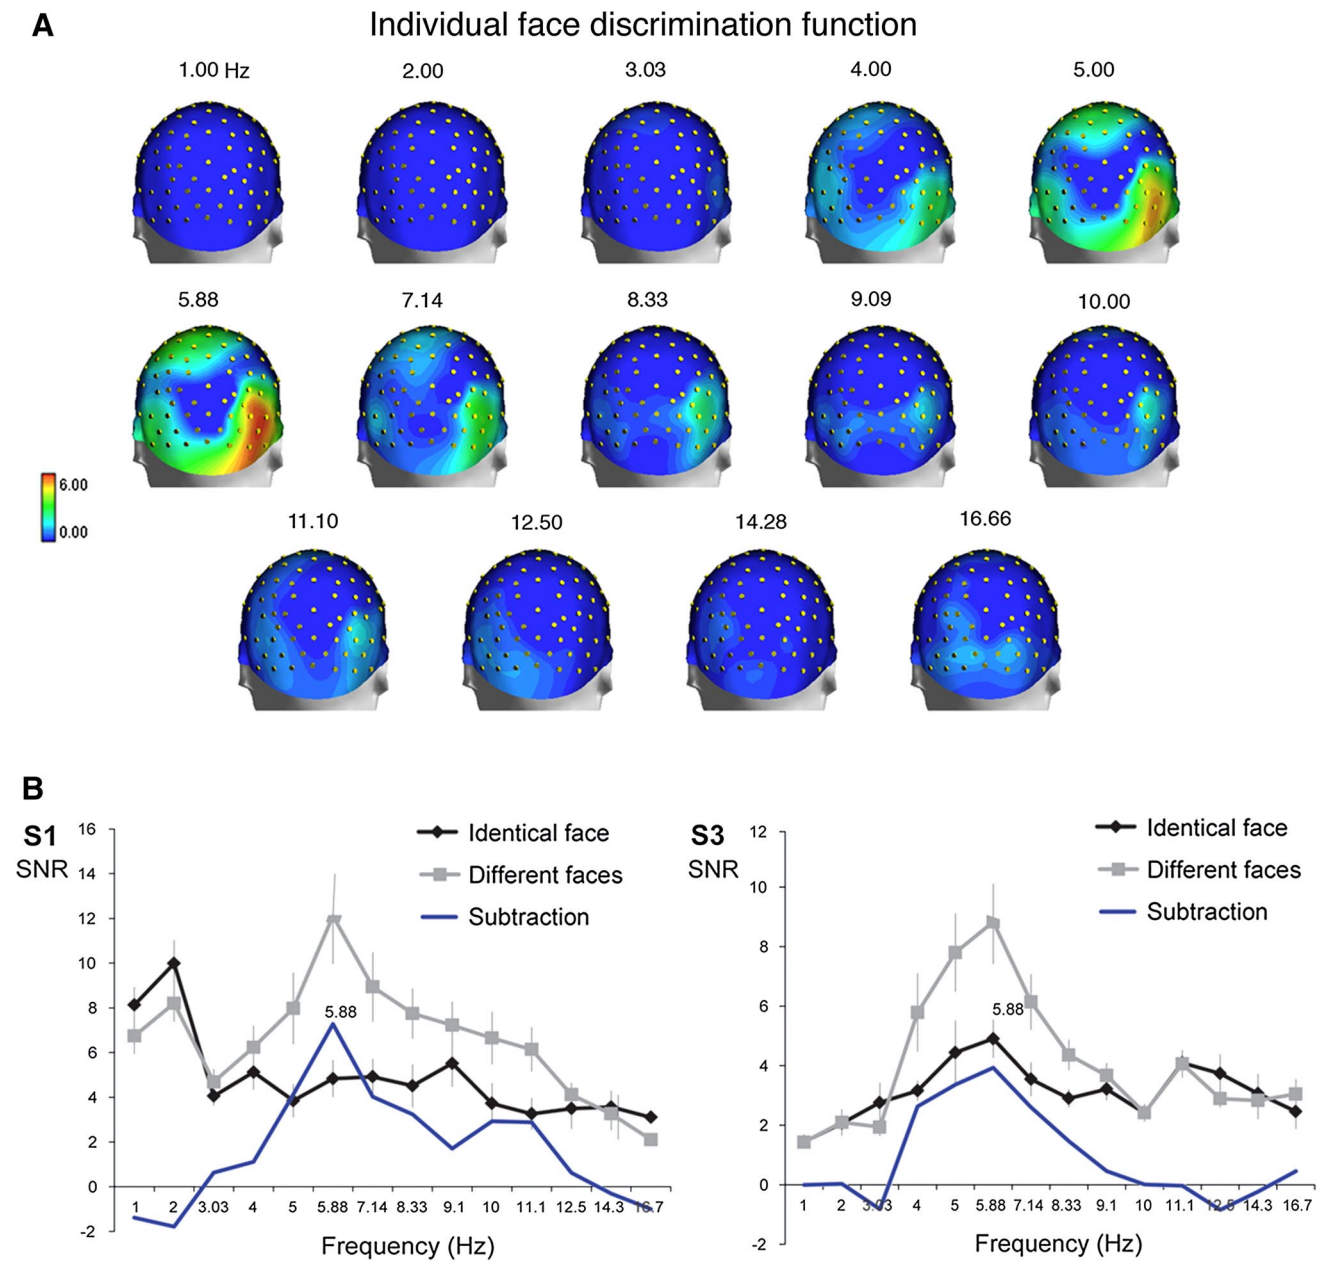 A
Individual face discrimination function
1.00 Hz 2.00 3.03 4.00 5.00
5.88 7.14 8.33 9.09 10.00
6.00
0.00
11.10 12.50 14.28 16.66
B
S1
SNR
16
14
12
10
8
6
4
2
0
-2
Identical face
Different faces
Subtraction
5.88
1 2 3.03 4 5 5.88 7.14 8.33 9.1 10 11.1 12.5 14.3 16.7
Frequency (Hz)
S3
SNR
12
10
8
6
4
2
0
-2
Identical face
Different faces
Subtraction
5.88
1 2 3.03 4 5 5.88 7.14 8.33 9.1 10 11.1 12.5 14.3 16.7
Frequency (Hz)